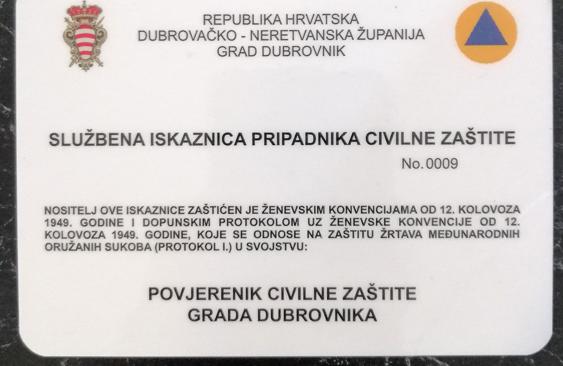 REPUBLIKA HRVATSKA
DUBROVAČKO - NERETVANSKA ŽUPANIJA
GRAD DUBROVNIK
SLUŽBENA ISKAZNICA PRIPADNIKA CIVILNE ZAŠTITE
No.0009
NOSITELJ OVE ISKAZNICE ZAŠTIĆEN JE ŽENEVSKIM KONVENCIJAMA OD 12. KOLOVOZA
1949. GODINE I DOPUNSKIM PROTOKOLOM UZ ŽENEVSKE KONVENCIJE OD 12.
KOLOVOZA 1949. GODINE, KOJE SE ODNOSE NA ZAŠTITU ŽRTAVA MEĐUNARODNIH
ORUŽANIH SUKOBA (PROTOKOL I.) U SVOJSTVU:
POVJERENIK CIVILNE ZAŠTITE
GRADA DUBROVNIKA